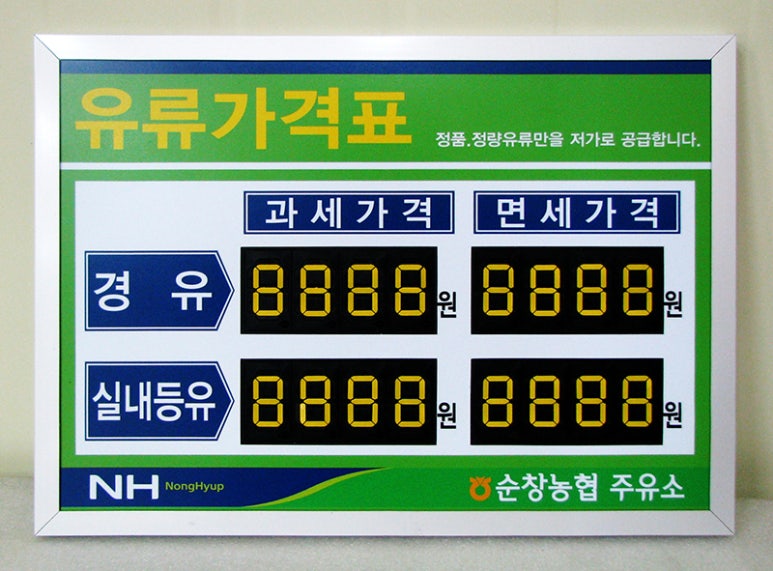 유류가격표
정품.정량유류만을 저가로 공급합니다.
과세가격 면세가격
경유 8888원 8888원
실내등유 8888원 8888원
NH NongHyup 순창농협 주유소